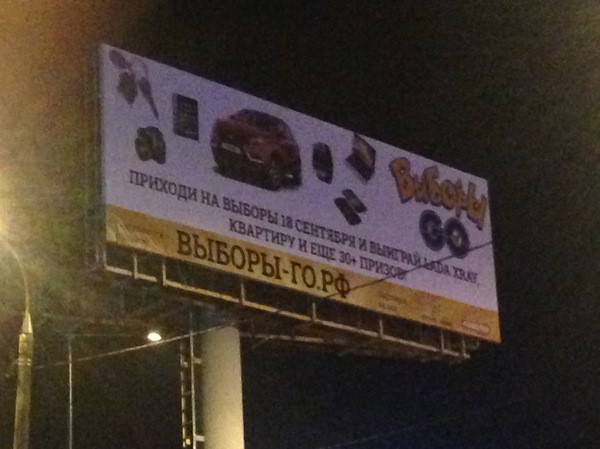 Выборы
GO
ПРИХОДИ НА ВЫБОРЫ 18 СЕНТЯБРЯ И ВЫИГРАЙ LADA XRAY,
КВАРТИРУ И ЕЩЕ 30+ ПРИЗОВ!
ВЫБОРЫ-ГО.РФ